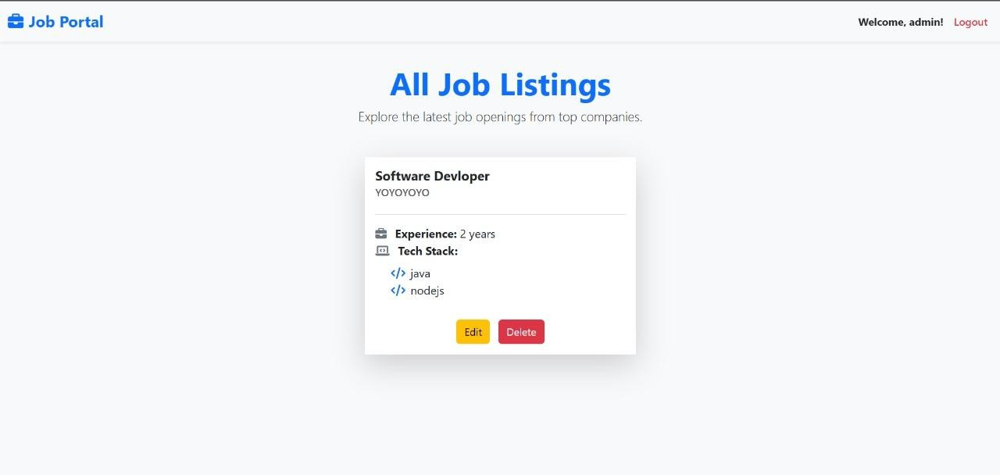 Job Portal
Welcome, admin! Logout
All Job Listings
Explore the latest job openings from top companies.
Software Devloper
YOYOYOYO
Experience: 2 years
Tech Stack:
java
nodejs
Edit Delete